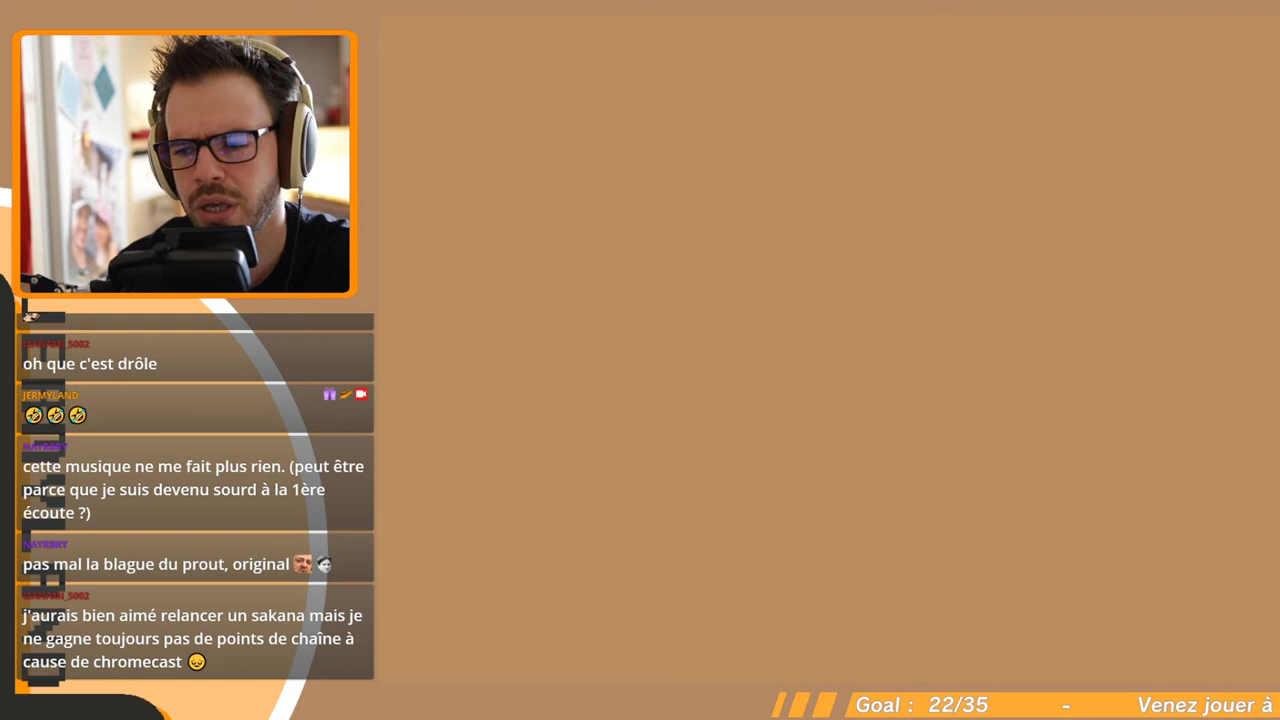 oh que c'est drôle
JERMYLAND
NAYRBRY
cette musique ne me fait plus rien. (peut être
parce que je suis devenu sourd à la 1ère
écoute ?)
NAYRBRY
pas mal la blague du prout, original
j'aurais bien aimé relancer un sakana mais je
ne gagne toujours pas de points de chaîne à
cause de chromecast
Goal : 22/35 - Venez jouer à